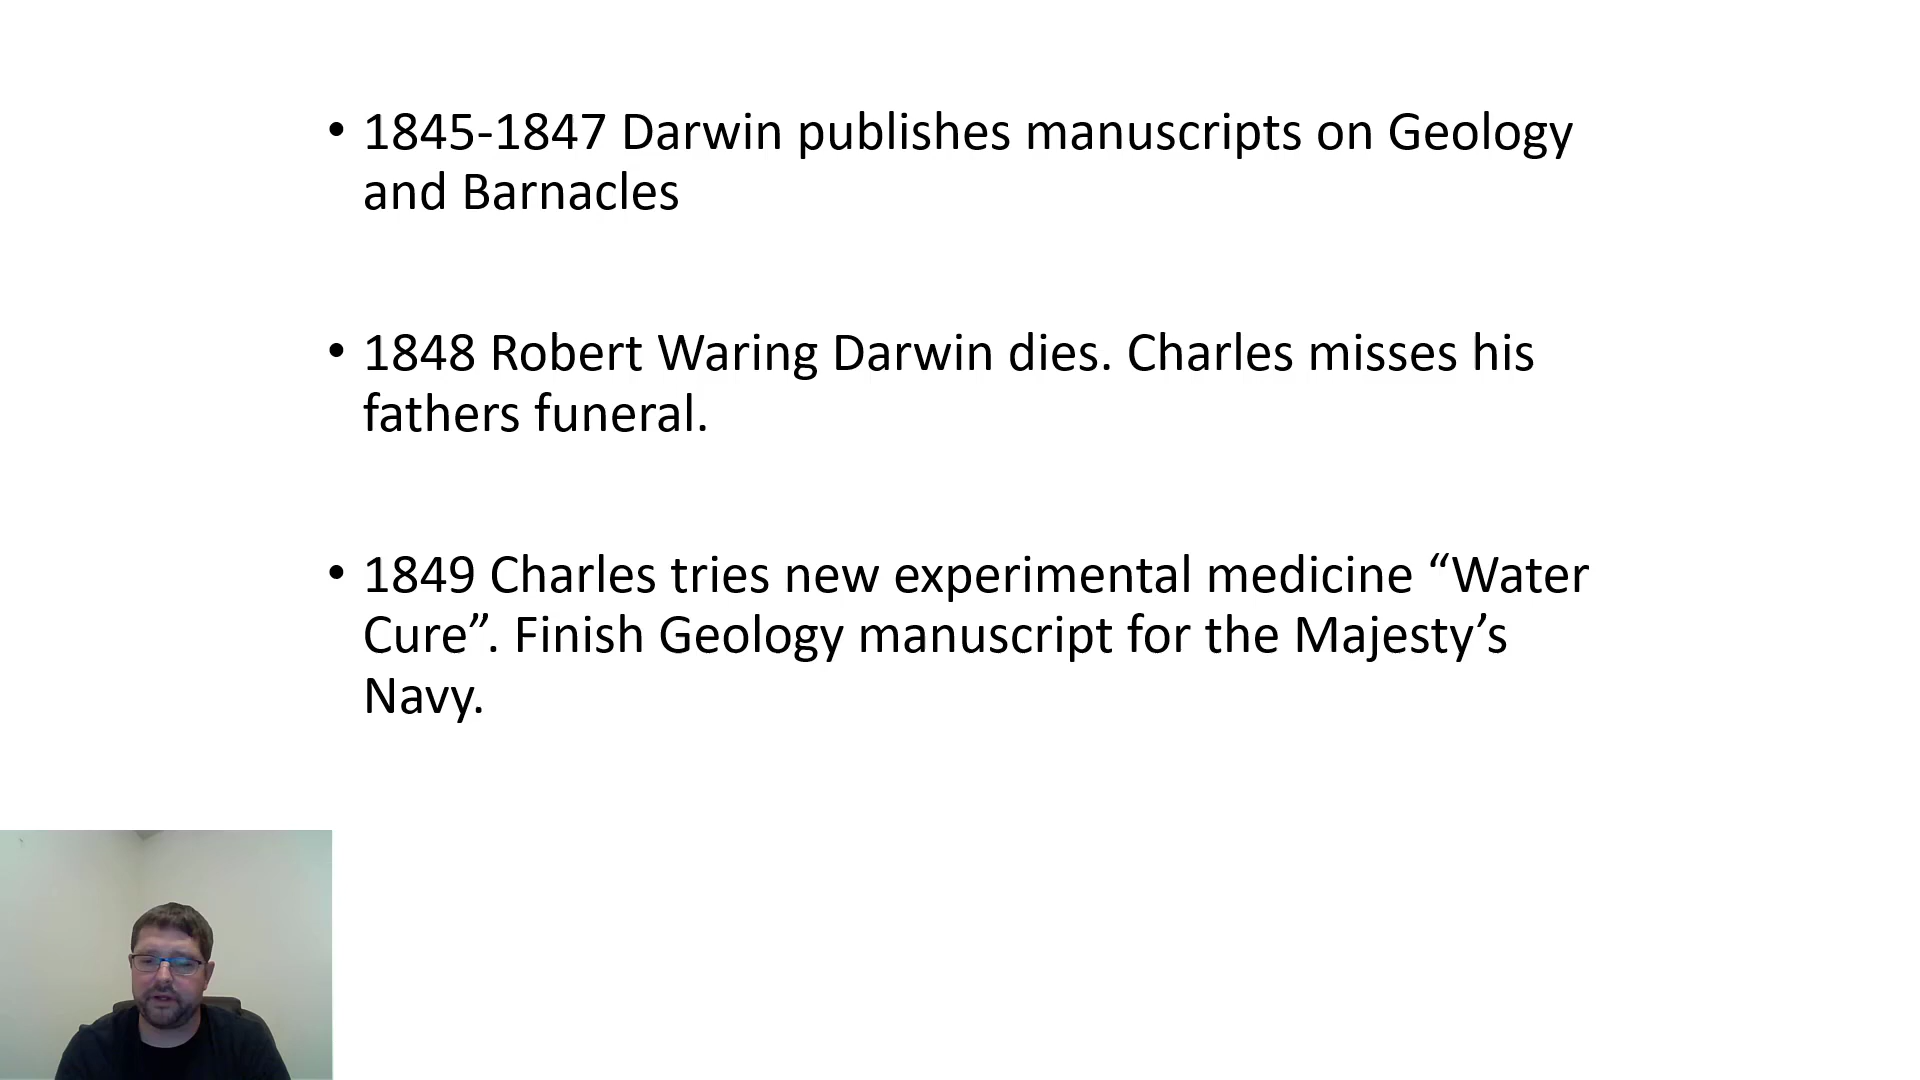 • 1845-1847 Darwin publishes manuscripts on Geology
and Barnacles
• 1848 Robert Waring Darwin dies. Charles misses his
fathers funeral.
• 1849 Charles tries new experimental medicine “Water
Cure”. Finish Geology manuscript for the Majesty’s
Navy.